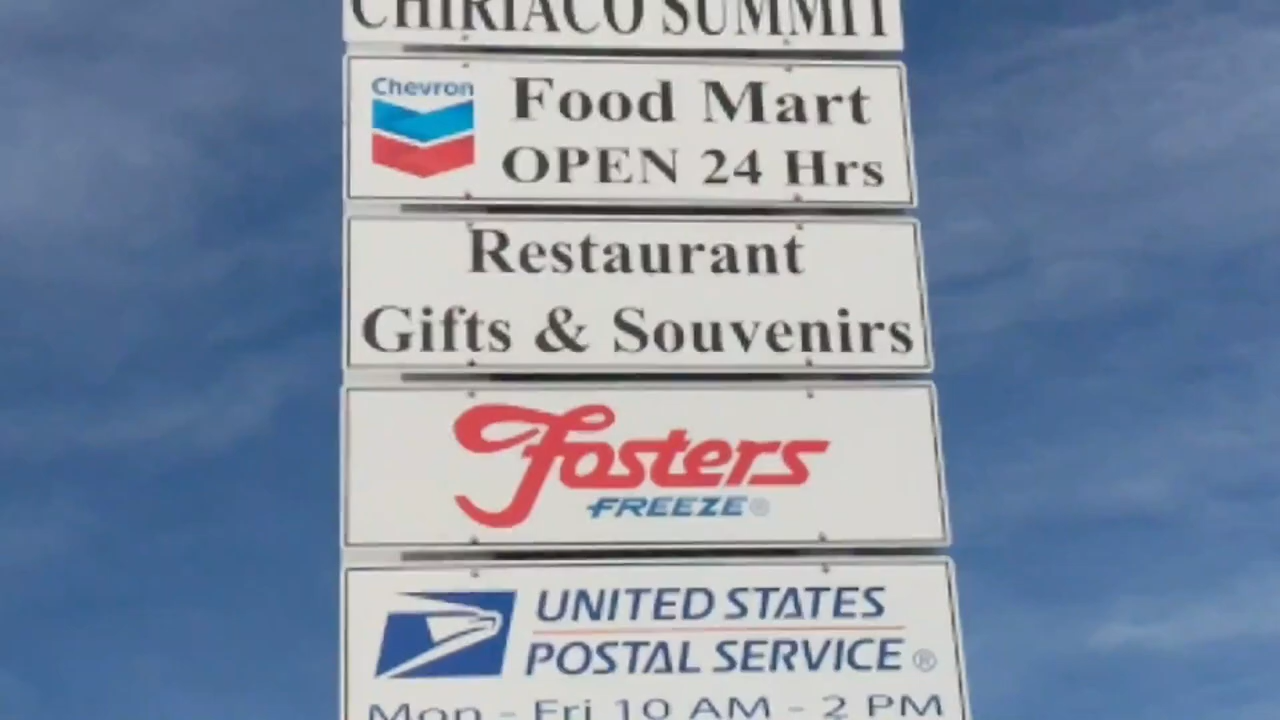 CHIRIACO SUMMIT
Chevron
Food Mart
OPEN 24 Hrs
Restaurant
Gifts & Souvenirs
Fosters
FREEZE®
UNITED STATES
POSTAL SERVICE®
Mon - Fri 10 AM - 2 PM